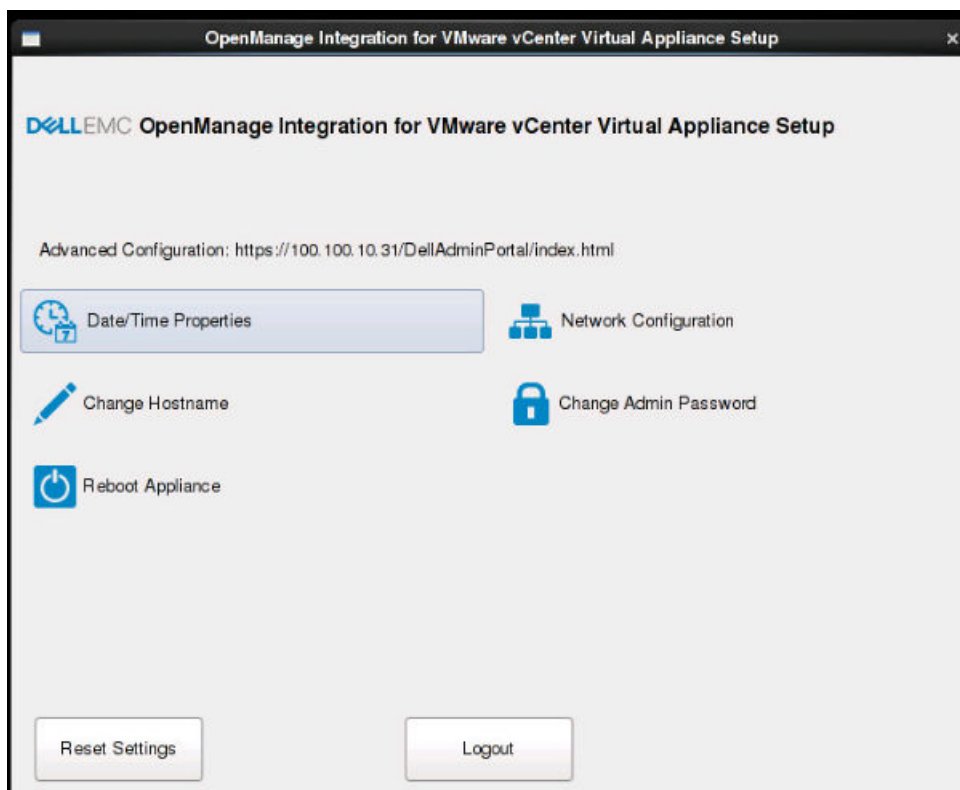 OpenManage Integration for VMware vCenter Virtual Appliance Setup
DELLEMC OpenManage Integration for VMware vCenter Virtual Appliance Setup
Advanced Configuration: https://100.100.10.31/DellAdminPortal/index.html
7 Date/Time Properties
Network Configuration
Change Hostname
Change Admin Password
Reboot Appliance
Reset Settings
Logout